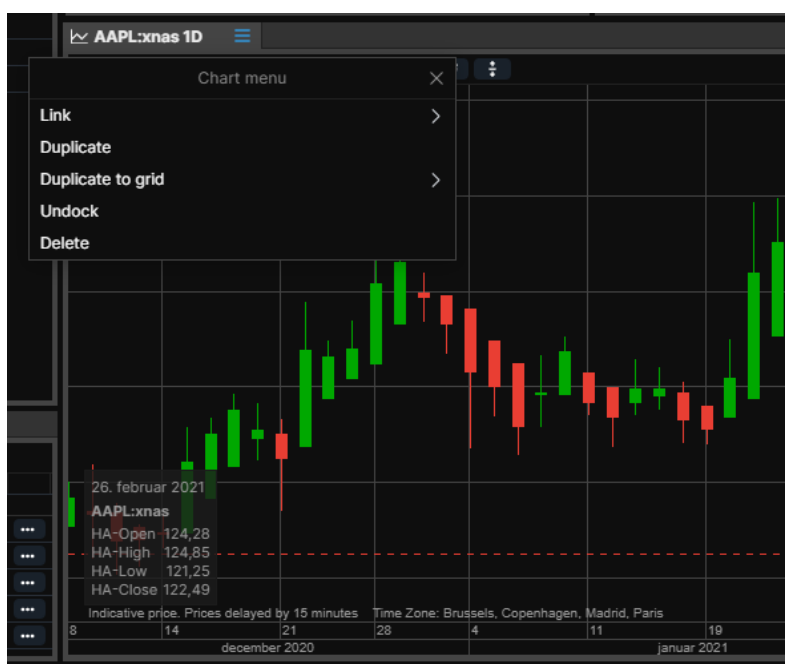 AAPL:xnas 1D
Chart menu
Link
Duplicate
Duplicate to grid
Undock
Delete
26. februar 2021
AAPL:xnas
HA-Open 124,28
HA-High 124,85
HA-Low 121,25
HA-Close 122,49
Indicative price. Prices delayed by 15 minutes Time Zone: Brussels, Copenhagen, Madrid, Paris
8 14 21 28 4 11 19
december 2020 januar 2021